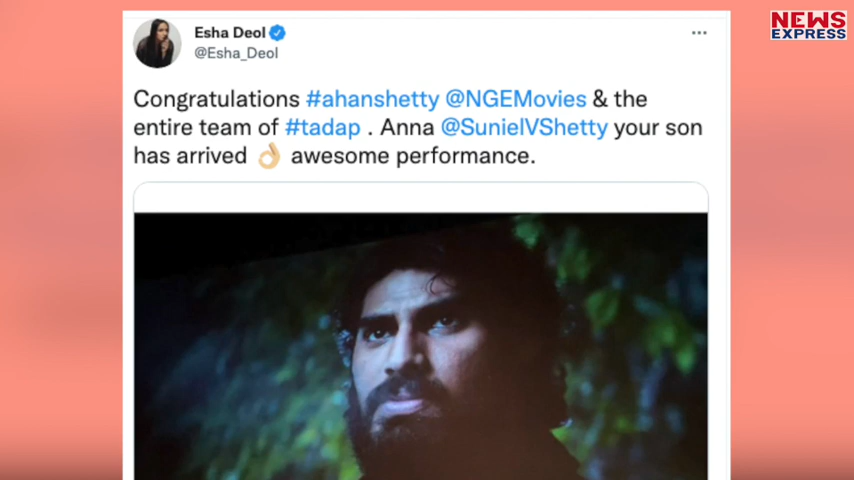 NEWS
EXPRESS
Esha Deol
@Esha_Deol
Congratulations #ahanshetty @NGEMovies & the
entire team of #tadap . Anna @SunielVShetty your son
has arrived 👌🏼 awesome performance.